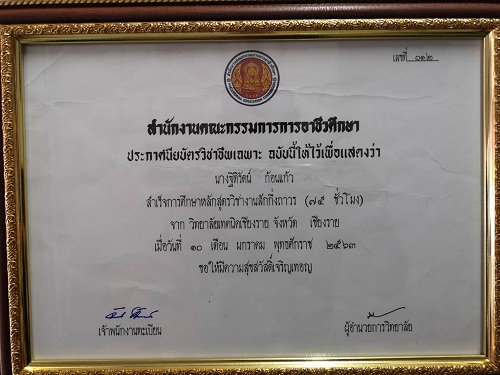 เลขที่ ๐๓๒
สำนักงานคณะกรรมการการอาชีวศึกษา
ประกาศนียบัตรวิชาชีพเฉพาะ ฉบับนี้ให้ไว้เพื่อแสดงว่า
นางฐิติรัตน์ ก้อนแก้ว
สำเร็จการศึกษาหลักสูตรวิชางานสักกึ่งถาวร (๗๕ ชั่วโมง)
จาก วิทยาลัยเทคนิคเชียงราย จังหวัด เชียงราย
เมื่อวันที่ ๑๐ เดือน มกราคม พุทธศักราช ๒๕๖๓
ขอให้มีความสุขสวัสดิ์เจริญเทอญ
เจ้าพนักงานทะเบียน
ผู้อำนวยการวิทยาลัย